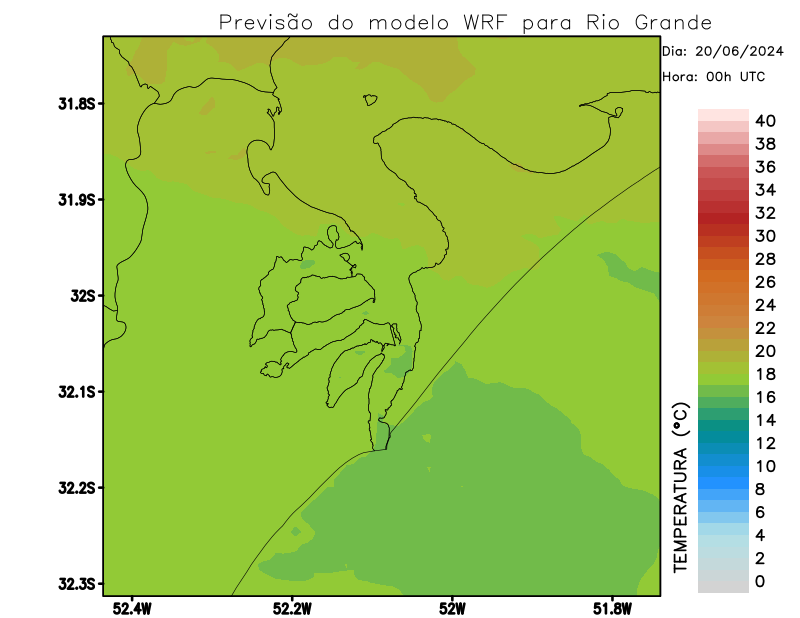 Previsão do modelo WRF para Rio Grande
Dia: 20/06/2024
Hora: 00h UTC
31.8S
31.9S
32S
32.1S
32.2S
32.3S
52.4W
52.2W
52W
51.8W
TEMPERATURA (°C)
40
38
36
34
32
30
28
26
24
22
20
18
16
14
12
10
8
6
4
2
0